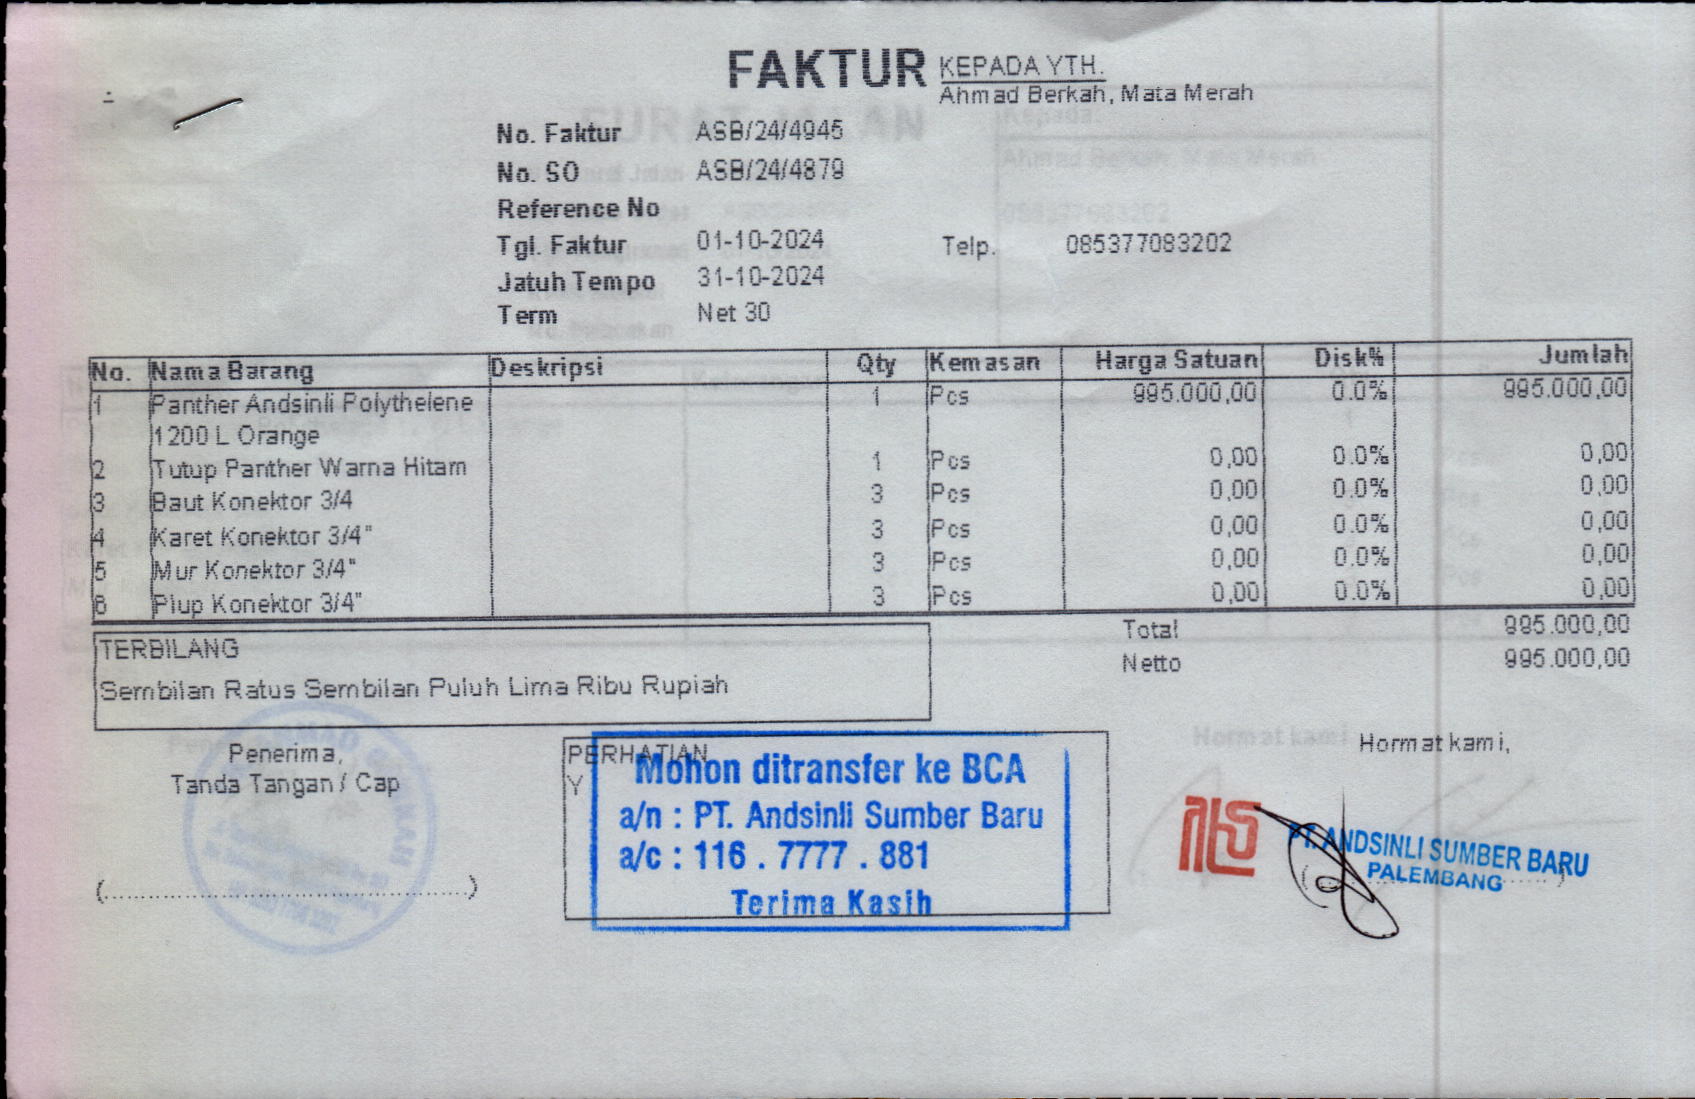 FAKTUR
KEPADA YTH.
Ahmad Berkah, Mata Merah
No. Faktur ASB/24/4945
No. SO ASB/24/4879
Reference No
Tgl. Faktur 01-10-2024 Telp. 085377083202
Jatuh Tempo 31-10-2024
Term Net 30
No. Nama Barang Deskripsi Qty Kemasan Harga Satuan Disk% Jumlah
1 Panther Andsinli Polythelene 1 Pcs 995.000,00 0.0% 995.000,00
1200 L Orange
2 Tutup Panther Warna Hitam 1 Pcs 0,00 0.0% 0,00
3 Baut Konektor 3/4 3 Pcs 0,00 0.0% 0,00
4 Karet Konektor 3/4" 3 Pcs 0,00 0.0% 0,00
5 Mur Konektor 3/4" 3 Pcs 0,00 0.0% 0,00
6 Plup Konektor 3/4" 3 Pcs 0,00 0.0% 0,00
Total 995.000,00
Netto 995.000,00
TERBILANG
Sembilan Ratus Sembilan Puluh Lima Ribu Rupiah
Penerima,
Tanda Tangan / Cap
PERHATIAN
Y
Mohon ditransfer ke BCA
a/n : PT. Andsinli Sumber Baru
a/c : 116 . 7777 . 881
Terima Kasih
Hormat kami,
PT. ANDSINLI SUMBER BARU
PALEMBANG
(....................................................)